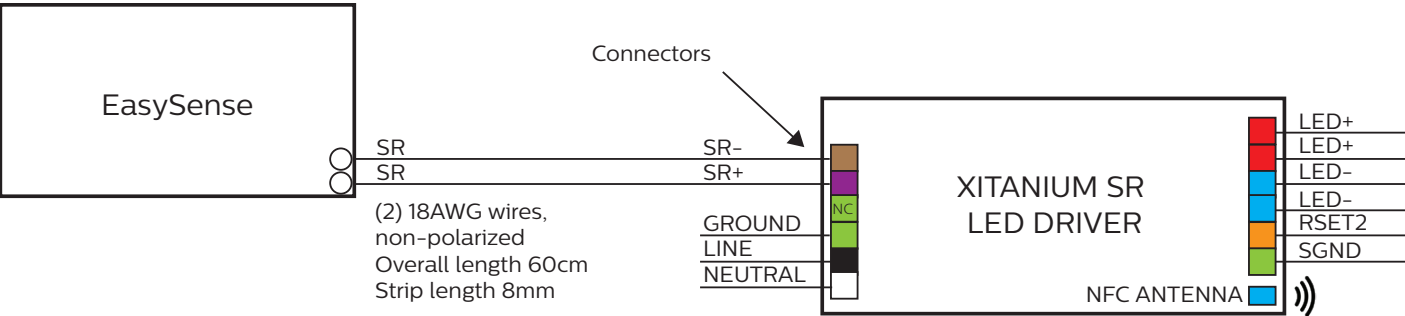 Connectors
EasySense
SR
SR
SR-
SR+
(2) 18AWG wires,
non-polarized
Overall length 60cm
Strip length 8mm
GROUND
LINE
NEUTRAL
NC
XITANIUM SR
LED DRIVER
LED+
LED+
LED-
LED-
RSET2
SGND
NFC ANTENNA